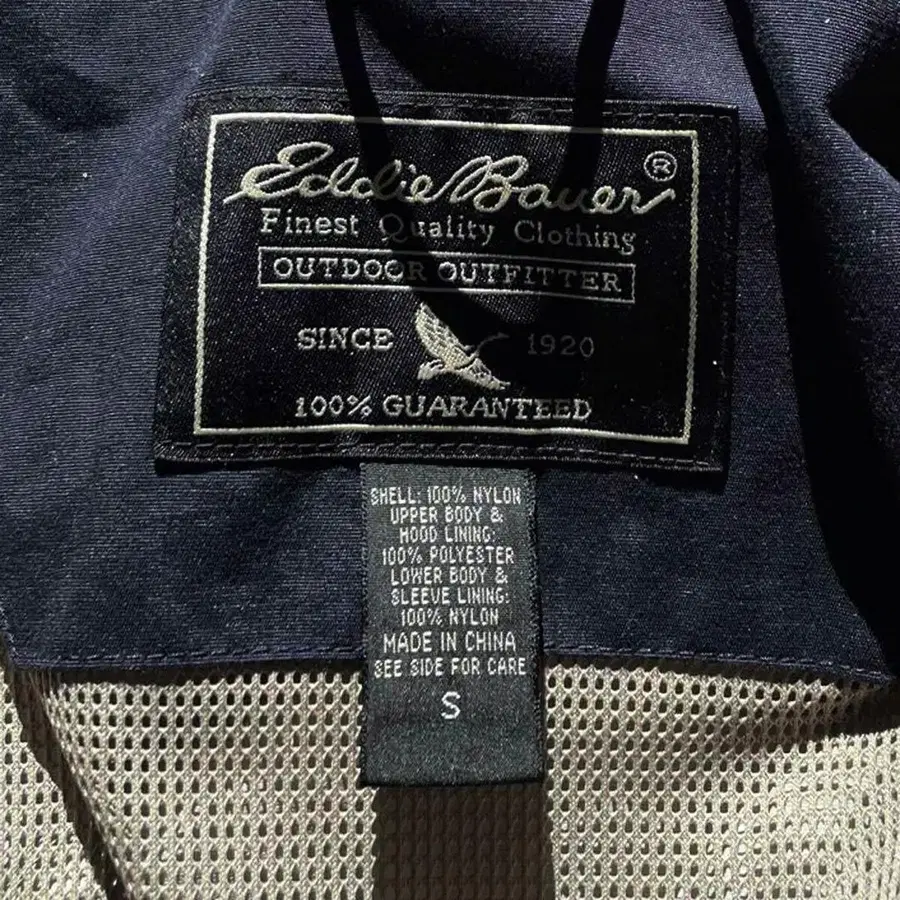 Eddie Bauer ®
Finest Quality Clothing
OUTDOOR OUTFITTER
SINCE 1920
100% GUARANTEED
SHELL: 100% NYLON
UPPER BODY &
HOOD LINING:
100% POLYESTER
LOWER BODY &
SLEEVE LINING:
100% NYLON
MADE IN CHINA
SEE SIDE FOR CARE
S